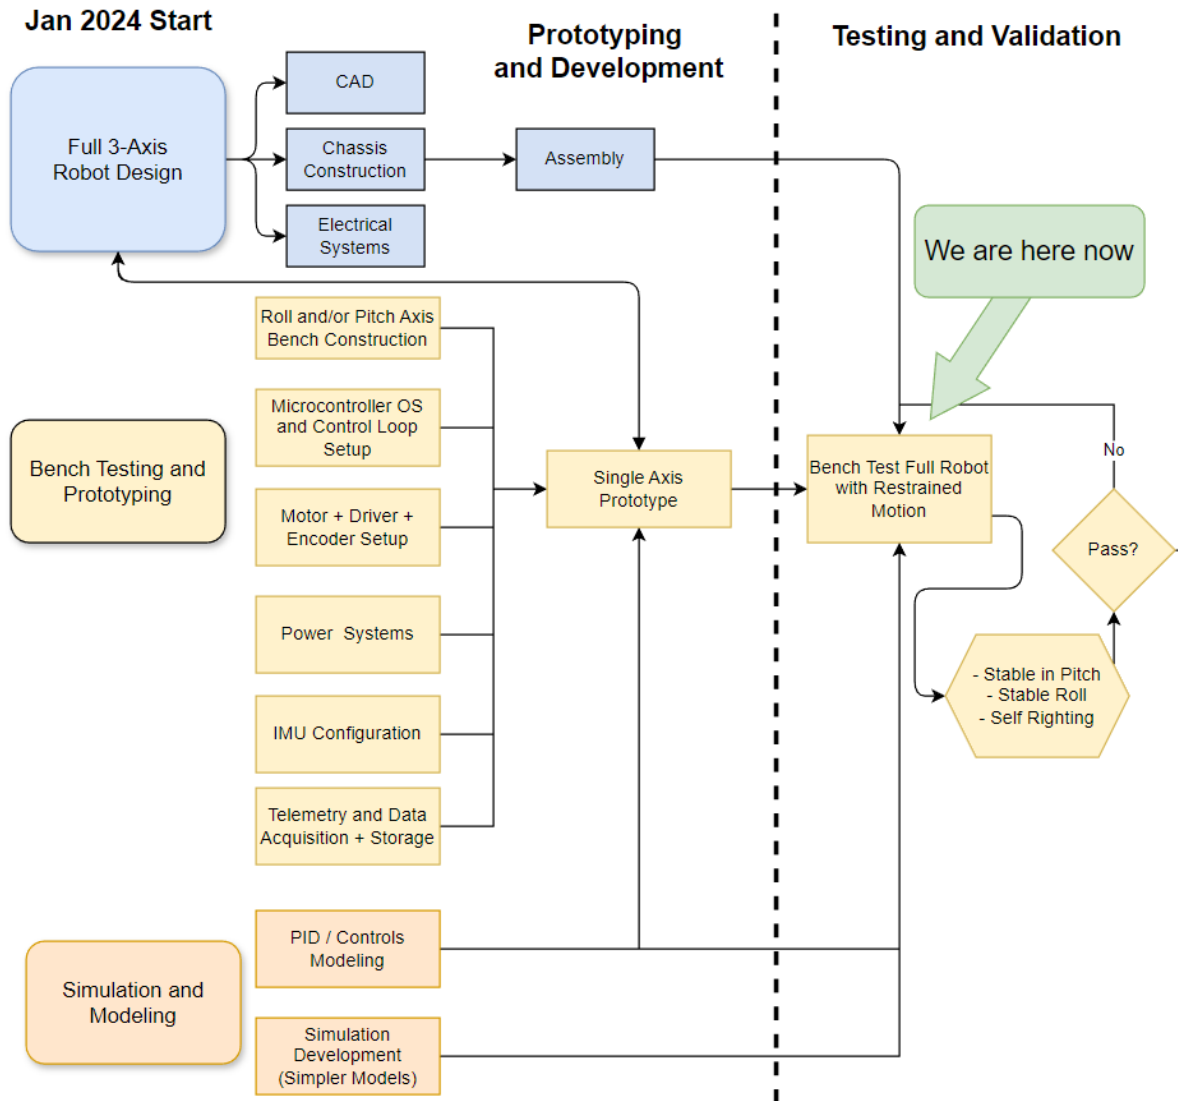 Jan 2024 Start
Prototyping
and Development
Testing and Validation
Full 3-Axis
Robot Design
CAD
Chassis
Construction
Electrical
Systems
Assembly
We are here now
Roll and/or Pitch Axis
Bench Construction
Microcontroller OS
and Control Loop
Setup
Motor + Driver +
Encoder Setup
Power Systems
IMU Configuration
Telemetry and Data
Acquisition + Storage
Bench Testing and
Prototyping
Single Axis
Prototype
Bench Test Full Robot
with Restrained
Motion
No
Pass?
- Stable in Pitch
- Stable Roll
- Self Righting
Simulation and
Modeling
PID / Controls
Modeling
Simulation
Development
(Simpler Models)